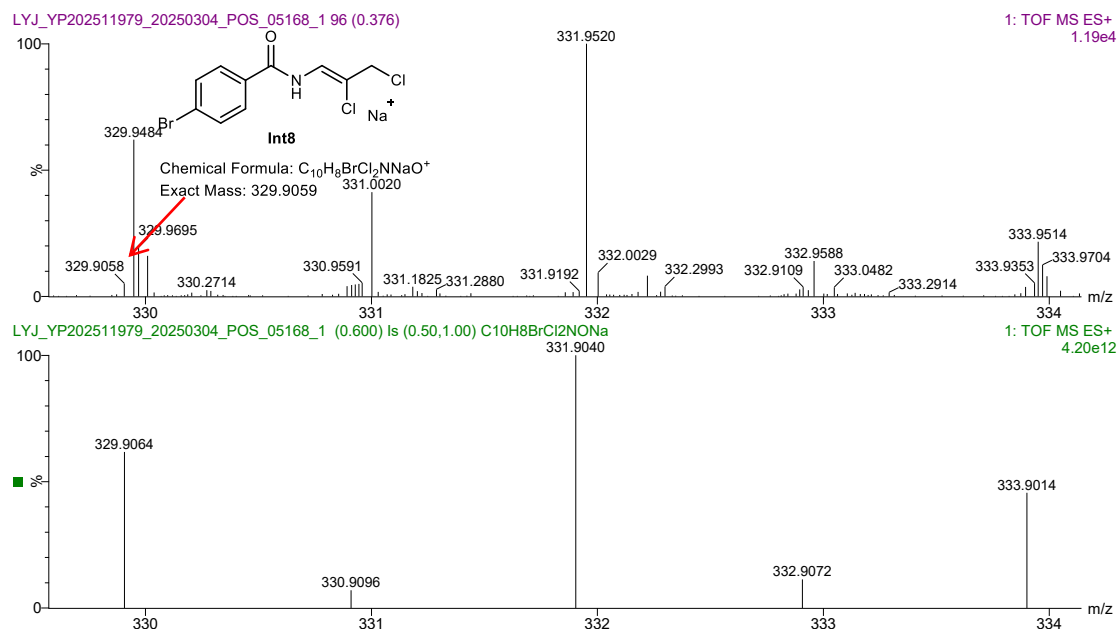 LYJ_YP202511979_20250304_POS_05168_1 96 (0.376)
1: TOF MS ES+
1.19e4
100
%
0
331.9520
O
N
H
Cl
Cl
Na+
Br
Int8
329.9484
Chemical Formula: C10H8BrCl2NNaO+
Exact Mass: 329.9059
331.0020
329.9695
329.9058
330.2714
330.9591
331.1825
331.2880
331.9192
332.0029
332.2993
332.9109
332.9588
333.0482
333.2914
333.9353
333.9514
333.9704
330
331
332
333
334
m/z
LYJ_YP202511979_20250304_POS_05168_1 (0.600) Is (0.50,1.00) C10H8BrCl2NONa
1: TOF MS ES+
4.20e12
100
%
0
331.9040
329.9064
333.9014
330.9096
332.9072
330
331
332
333
334
m/z